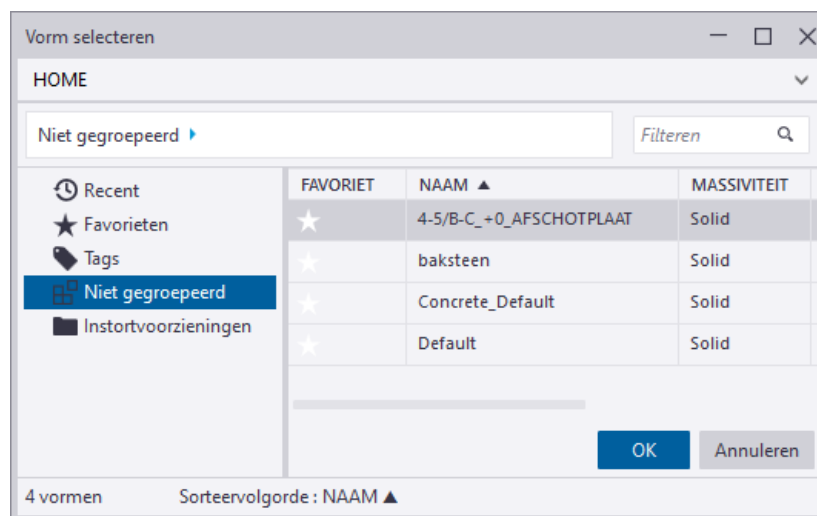 Vorm selecteren
HOME
Niet gegroepeerd
Filteren
Recent
Favorieten
Tags
Niet gegroepeerd
Instortvoorzieningen
FAVORIET NAAM ▲ MASSIVITEIT
4-5/B-C_+0_AFSCHOTPLAAT Solid
baksteen Solid
Concrete_Default Solid
Default Solid
OK Annuleren
4 vormen Sorteervolgorde : NAAM ▲